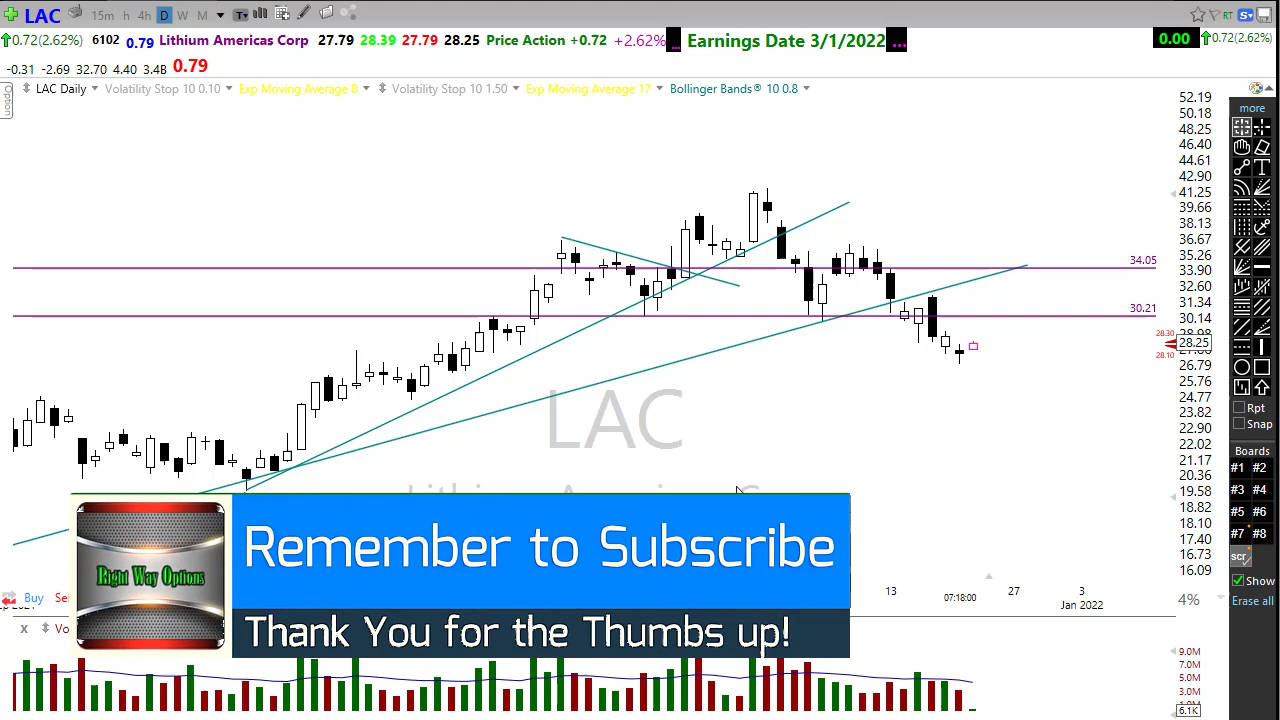 LAC 15m h 4h D W M T RT S
0.72(2.62%) 6102 0.79 Lithium Americas Corp 27.79 28.39 27.79 28.25 Price Action +0.72 +2.62% ... Earnings Date 3/1/2022 ... 0.00 0.72(2.62%)
-0.31 -2.69 32.70 4.40 3.4B 0.79
Option
LAC Daily Volatility Stop 10 0.10 Exp Moving Average 8 Volatility Stop 10 1.50 Exp Moving Average 17 Bollinger Bands® 10 0.8
more
52.19
50.18
48.25
46.40
44.61
42.90
41.25
39.66
38.13
36.67
35.26
34.05
33.90
32.60
31.34
30.21
30.14
28.30
28.25
28.10
26.79
25.76
24.77
23.82
22.90
22.02
21.17
20.36
19.58
18.82
18.10
17.40
16.73
16.09
Rpt
Snap
Boards
#1 #2
#3 #4
#5 #6
#7 #8
scr
Show
Erase all
LAC
Right Way Options
Remember to Subscribe
Thank You for the Thumbs up!
Buy
13 07:18:00 27 3
Jan 2022
4%
X Vo
9.0M
7.0M
5.0M
3.0M
6.1K